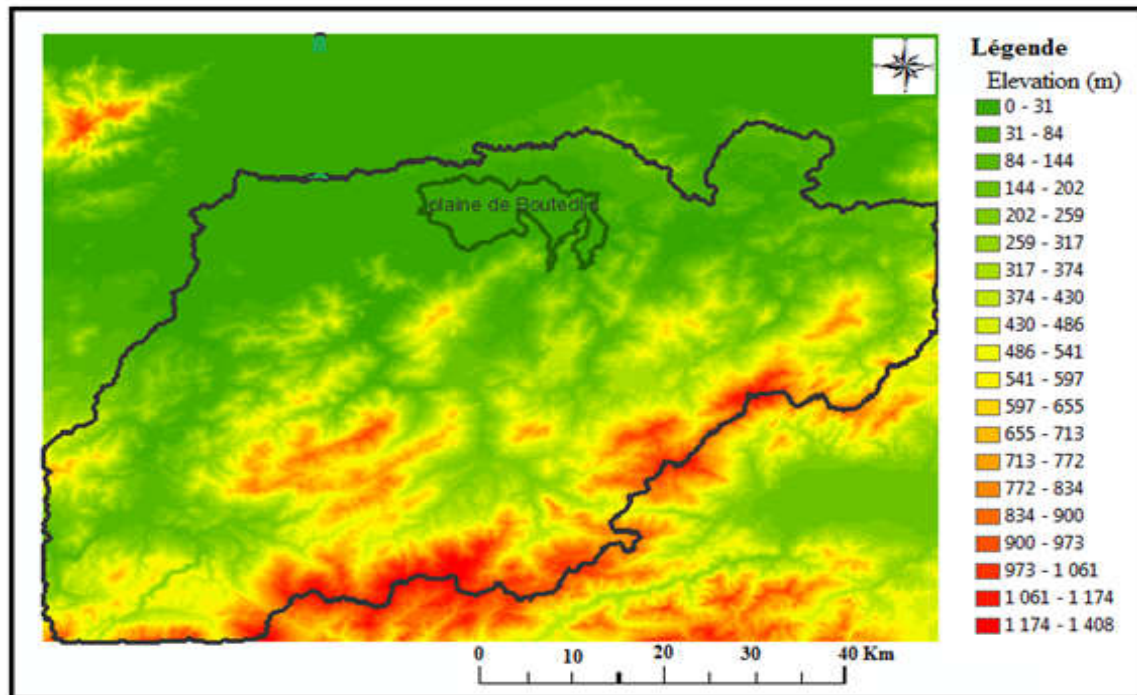 Légende
Elevation (m)
0 - 31
31 - 84
84 - 144
144 - 202
202 - 259
259 - 317
317 - 374
374 - 430
430 - 486
486 - 541
541 - 597
597 - 655
655 - 713
713 - 772
772 - 834
834 - 900
900 - 973
973 - 1 061
1 061 - 1 174
1 174 - 1 408
plaine de
0 10 20 30 40 Km